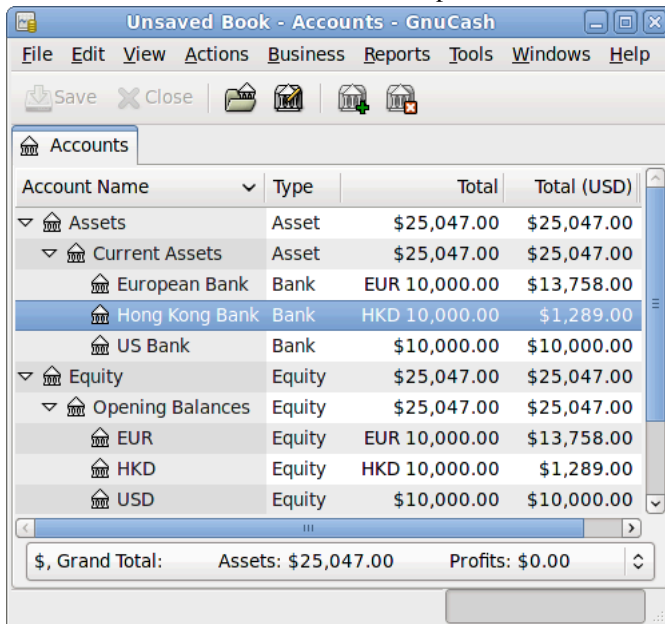 Unsaved Book - Accounts - GnuCash
File Edit View Actions Business Reports Tools Windows Help
Save Close
Accounts
Account Name Type Total Total (USD)
Assets Asset $25,047.00 $25,047.00
Current Assets Asset $25,047.00 $25,047.00
European Bank Bank EUR 10,000.00 $13,758.00
Hong Kong Bank Bank HKD 10,000.00 $1,289.00
US Bank Bank $10,000.00 $10,000.00
Equity Equity $25,047.00 $25,047.00
Opening Balances Equity $25,047.00 $25,047.00
EUR Equity EUR 10,000.00 $13,758.00
HKD Equity HKD 10,000.00 $1,289.00
USD Equity $10,000.00 $10,000.00
$, Grand Total: Assets: $25,047.00 Profits: $0.00